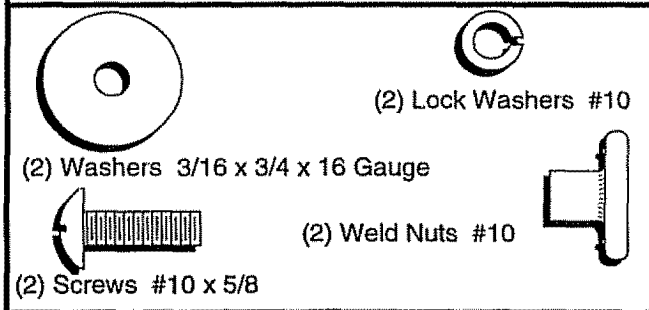 (2) Lock Washers #10
(2) Washers 3/16 x 3/4 x 16 Gauge
(2) Weld Nuts #10
(2) Screws #10 x 5/8